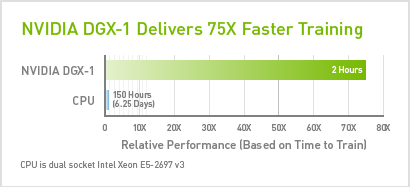 NVIDIA DGX-1 Delivers 75X Faster Training
NVIDIA DGX-1
2 Hours
CPU
150 Hours
(6.25 Days)
0 10X 20X 30X 40X 50X 60X 70X 80X
Relative Performance (Based on Time to Train)
CPU is dual socket Intel Xeon E5-2697 v3